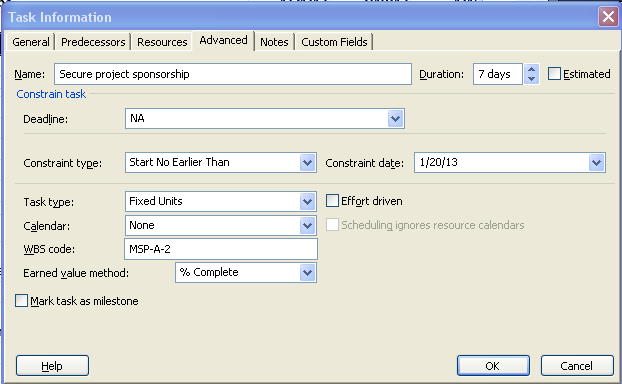 Task Information
General Predecessors Resources Advanced Notes Custom Fields
Name: Secure project sponsorship Duration: 7 days Estimated
Constrain task
Deadline: NA
Constraint type: Start No Earlier Than Constraint date: 1/20/13
Task type: Fixed Units Effort driven
Calendar: None Scheduling ignores resource calendars
WBS code: MSP-A-2
Earned value method: % Complete
Mark task as milestone
Help OK Cancel